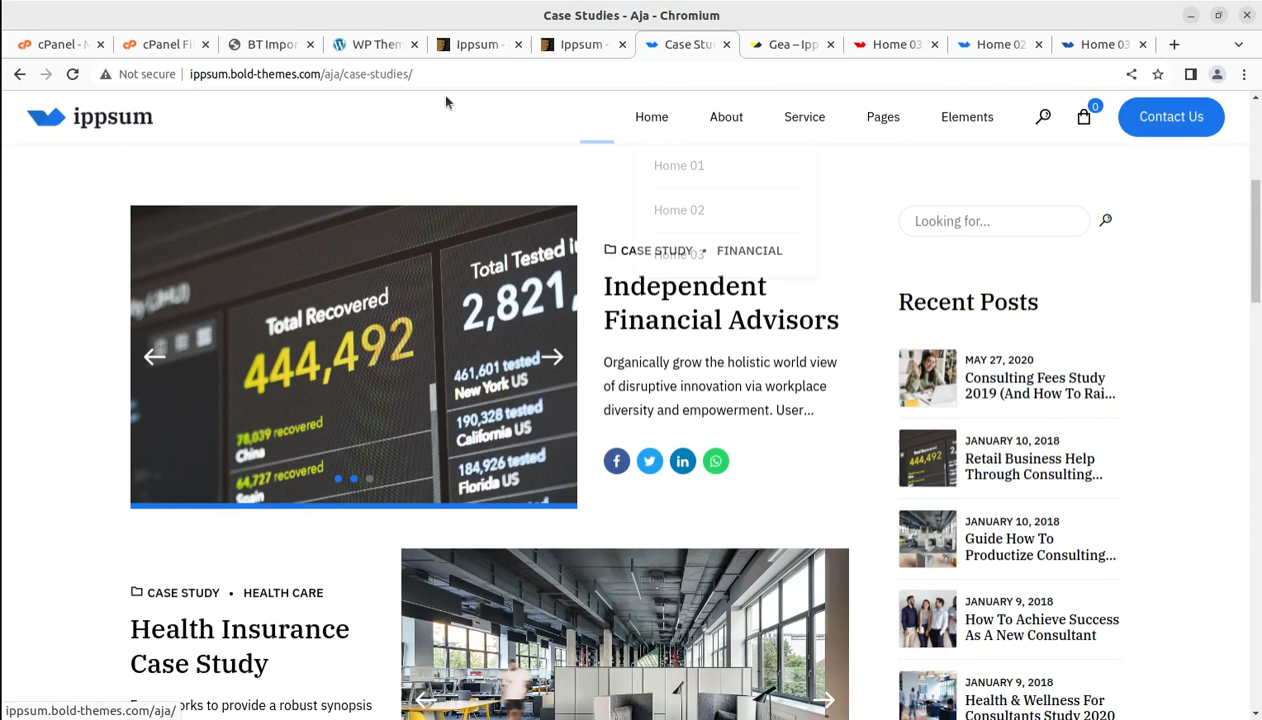 Case Studies - Aja - Chromium
cPanel - M
cPanel Fi
BT Impor
WP Them
Ippsum -
Ippsum -
Case Stu
Gea – Ipp
Home 03
Home 02
Home 03
Not secure
ippsum.bold-themes.com/aja/case-studies/
ippsum
Home
About
Service
Pages
Elements
0
Contact Us
Home 01
Home 02
Home 03
Total Recovered
444,492
78,039 recovered
China
64,727 recovered
Spain
Total Tested in
2,821,
461,601 tested
New York US
190,328 tested
California US
184,926 tested
Florida US
CASE STUDY • FINANCIAL
Independent
Financial Advisors
Organically grow the holistic world view
of disruptive innovation via workplace
diversity and empowerment. User...
Looking for...
Recent Posts
MAY 27, 2020
Consulting Fees Study
2019 (And How To Rai...
JANUARY 10, 2018
Retail Business Help
Through Consulting...
JANUARY 10, 2018
Guide How To
Productize Consulting...
JANUARY 9, 2018
How To Achieve Success
As A New Consultant
JANUARY 9, 2018
Health & Wellness For
Consultants Study 2020
CASE STUDY • HEALTH CARE
Health Insurance
Case Study
orks to provide a robust synopsis
ippsum.bold-themes.com/aja/